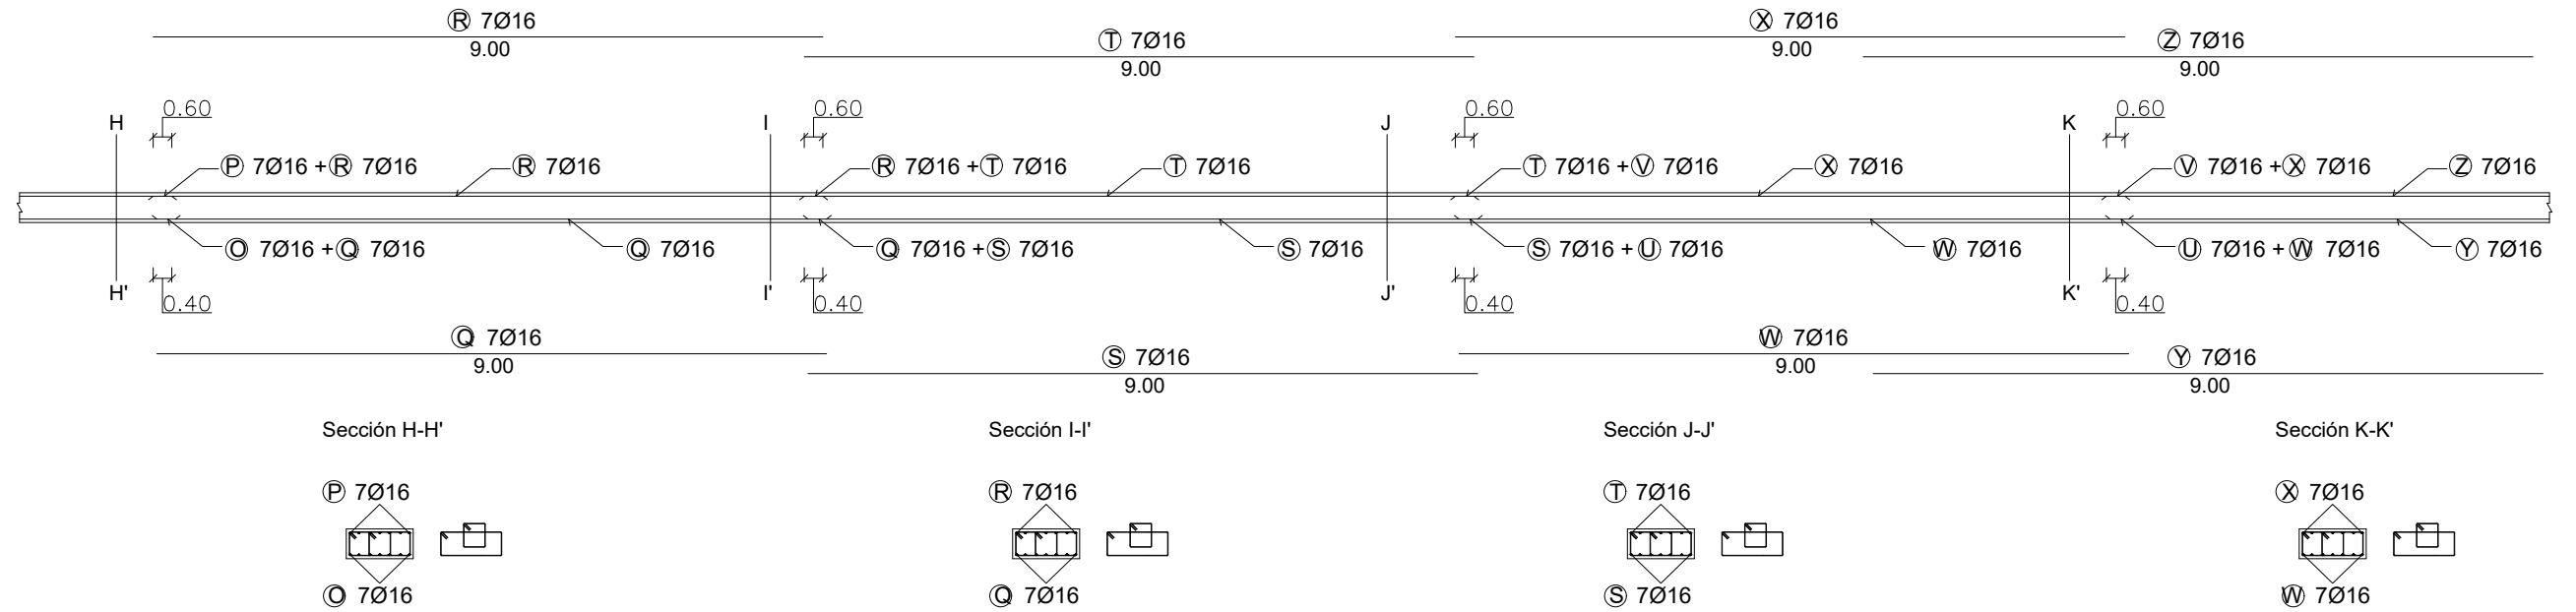 Ⓡ 7Ø16
9.00
Ⓧ 7Ø16
9.00
Ⓣ 7Ø16
9.00
Ⓩ 7Ø16
9.00
0.60
0.60
0.60
0.60
H
I
J
K
Ⓟ 7Ø16 +Ⓡ 7Ø16
Ⓡ 7Ø16
Ⓡ 7Ø16 +Ⓣ 7Ø16
Ⓣ 7Ø16
Ⓣ 7Ø16 +Ⓥ 7Ø16
Ⓧ 7Ø16
Ⓥ 7Ø16 +Ⓧ 7Ø16
Ⓩ 7Ø16
Ⓞ 7Ø16 +Ⓠ 7Ø16
Ⓠ 7Ø16
Ⓠ 7Ø16 +Ⓢ 7Ø16
Ⓢ 7Ø16
Ⓢ 7Ø16 +Ⓤ 7Ø16
Ⓦ 7Ø16
Ⓤ 7Ø16 +Ⓦ 7Ø16
Ⓨ 7Ø16
H'
I'
J'
K'
0.40
0.40
0.40
0.40
Ⓠ 7Ø16
9.00
Ⓦ 7Ø16
9.00
Ⓢ 7Ø16
9.00
Ⓨ 7Ø16
9.00
Sección H-H'
Ⓟ 7Ø16
Ⓞ 7Ø16
Sección I-I'
Ⓡ 7Ø16
Ⓠ 7Ø16
Sección J-J'
Ⓣ 7Ø16
Ⓢ 7Ø16
Sección K-K'
Ⓧ 7Ø16
Ⓦ 7Ø16